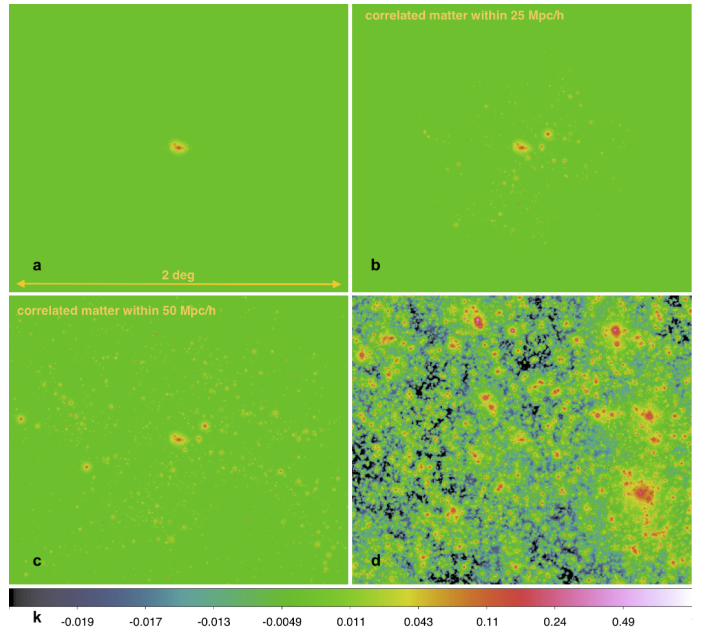 correlated matter within 25 Mpc/h
a
2 deg
b
correlated matter within 50 Mpc/h
c
d
k
-0.019 -0.017 -0.013 -0.0049 0.011 0.043 0.11 0.24 0.49